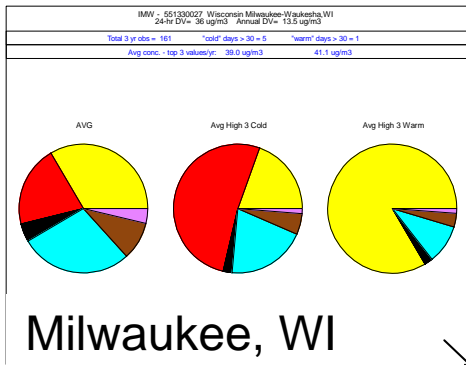 IMW - 551330027 Wisconsin Milwaukee-Waukesha,WI
24-hr DV= 36 ug/m3 Annual DV= 13.5 ug/m3
Total 3 yr obs = 161 "cold" days > 30 = 5 "warm" days > 30 = 1
Avg conc. - top 3 values/yr: 39.0 ug/m3 41.1 ug/m3
AVG Avg High 3 Cold Avg High 3 Warm
Milwaukee, WI